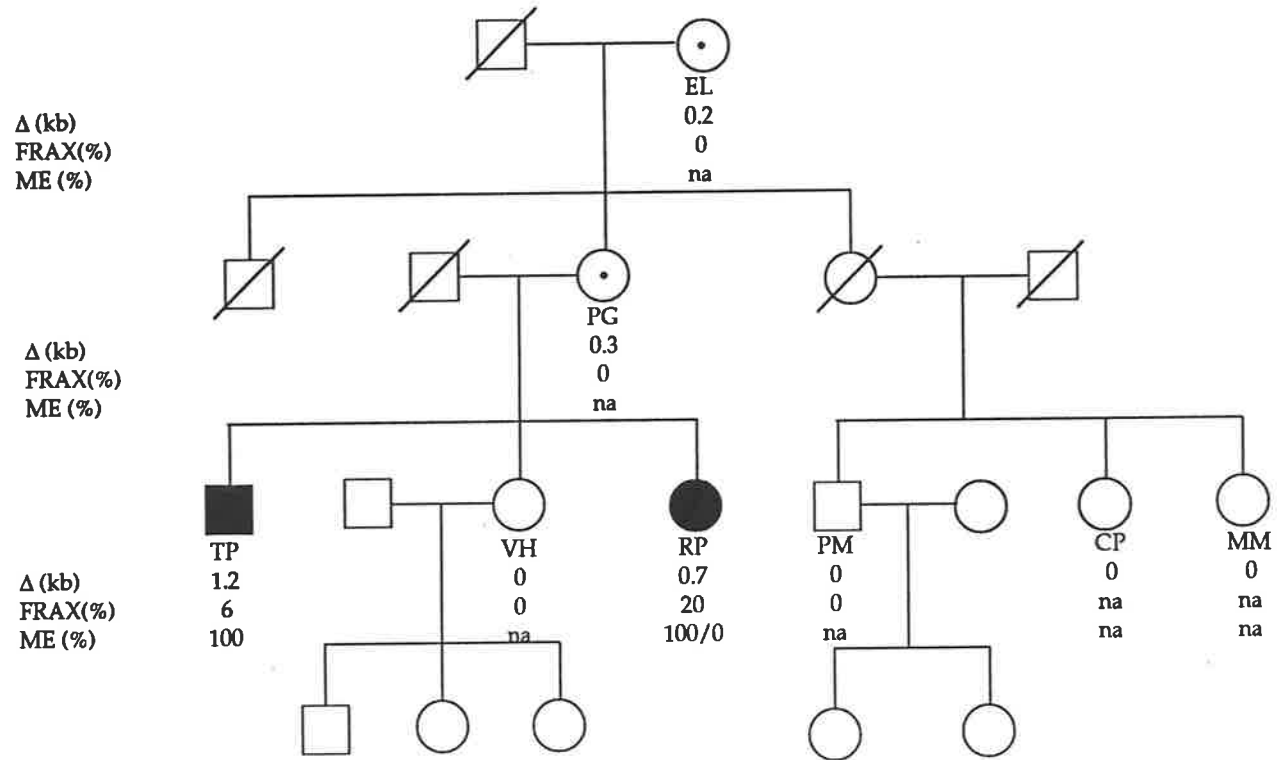 EL
Δ (kb) 0.2
FRAX(%) 0
ME (%) na
PG
Δ (kb) 0.3
FRAX(%) 0
ME (%) na
TP VH RP PM CP MM
Δ (kb) 1.2 0 0.7 0 0 0
FRAX(%) 6 0 20 0 na na
ME (%) 100 na 100/0 na na na